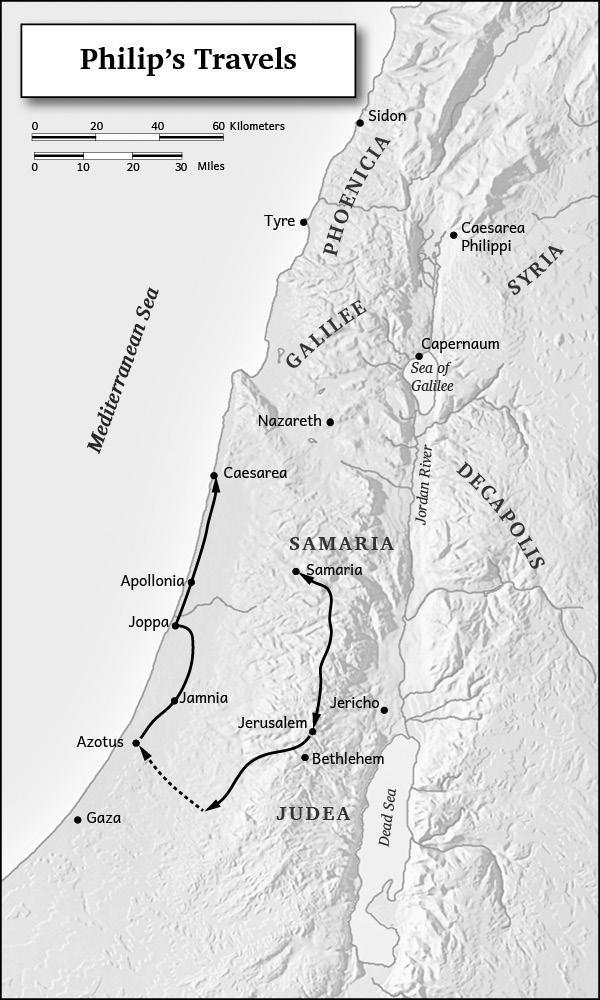 Philip's Travels
0 20 40 60 Kilometers
0 10 20 30 Miles
Sidon
PHOENICIA
Tyre
Caesarea
Philippi
SYRIA
Mediterranean Sea
GALILEE
Capernaum
Sea of
Galilee
Nazareth
Caesarea
Jordan River
DECAPOLIS
SAMARIA
Samaria
Apollonia
Joppa
Jamnia
Jericho
Jerusalem
Azotus
Bethlehem
Dead Sea
JUDEA
Gaza